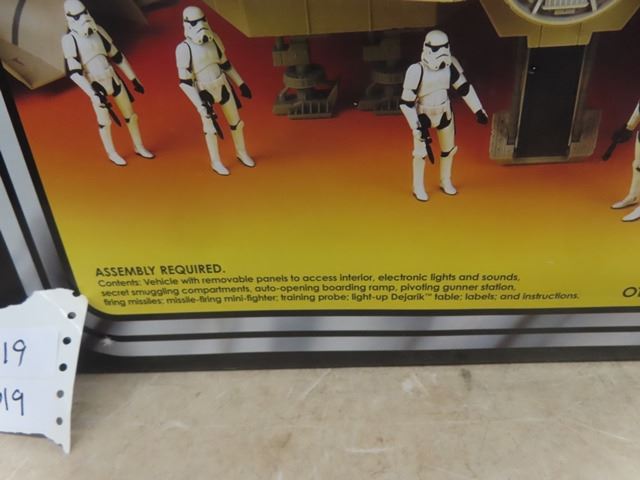 ASSEMBLY REQUIRED.
Contents: Vehicle with removable panels to access interior, electronic lights and sounds,
secret smuggling compartments, auto-opening boarding ramp, pivoting gunner station,
firing missiles; missile-firing mini-fighter; training probe; light-up Dejarik™ table; labels; and instructions.
OT
19
019